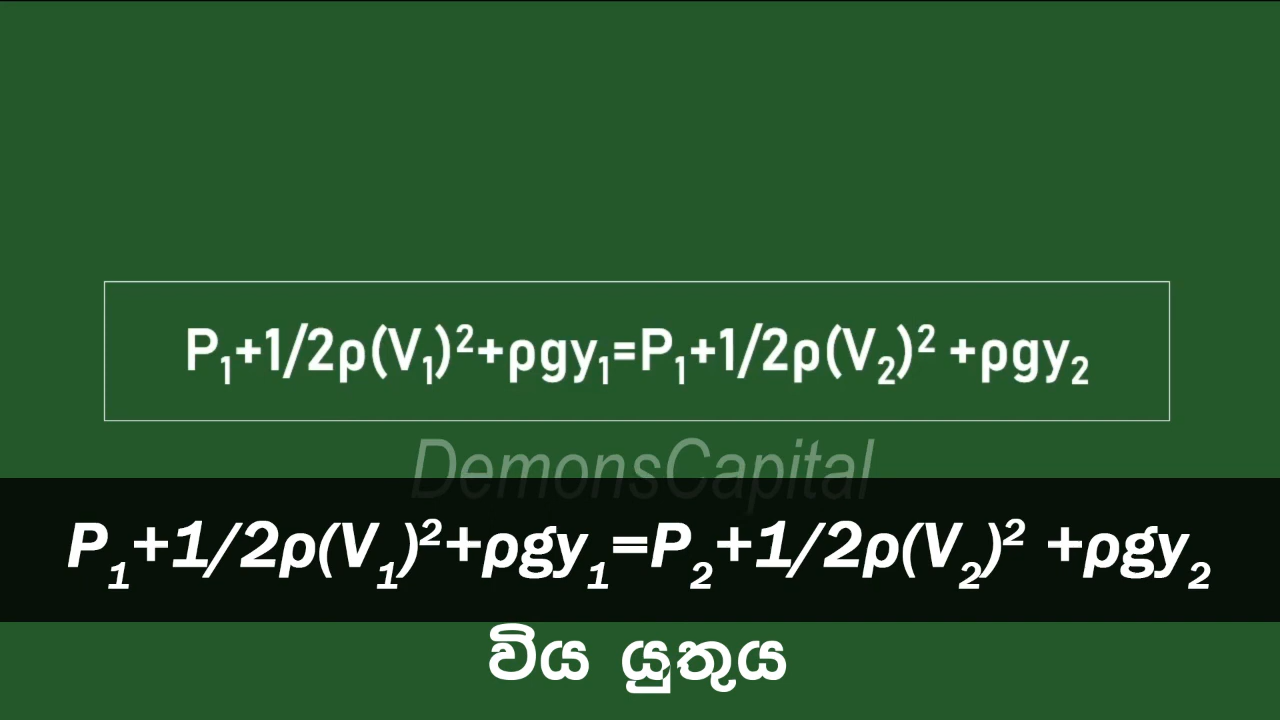 P₁+1/2ρ(V₁)²+ρgy₁=P₁+1/2ρ(V₂)² +ρgy₂
DemonsCapital
P₁+1/2ρ(V₁)²+ρgy₁=P₂+1/2ρ(V₂)² +ρgy₂
විය යුතුය